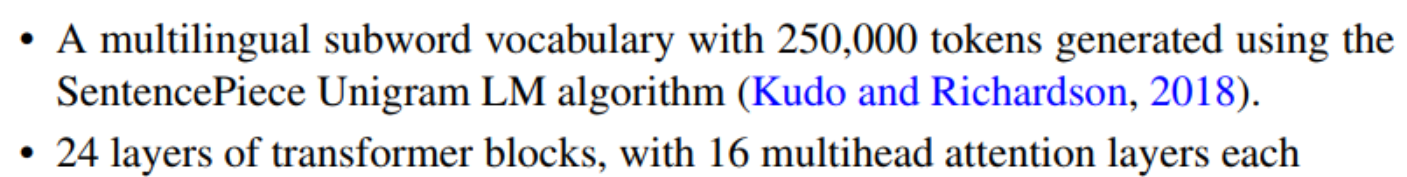 • A multilingual subword vocabulary with 250,000 tokens generated using the
SentencePiece Unigram LM algorithm (Kudo and Richardson, 2018).
• 24 layers of transformer blocks, with 16 multihead attention layers each